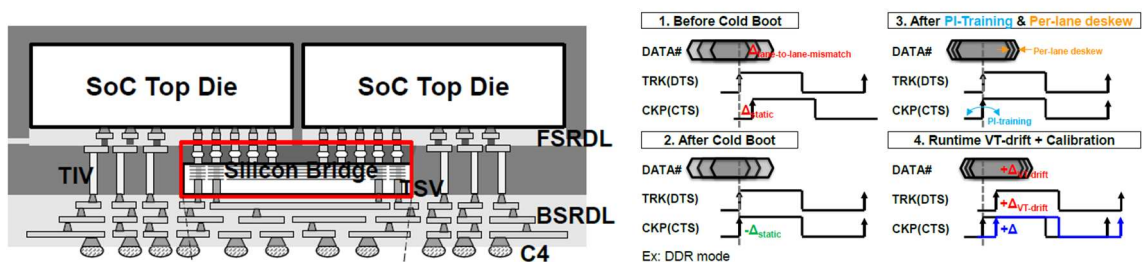 SoC Top Die
SoC Top Die
FSRDL
TIV
Silicon Bridge
TSV
BSRDL
C4
1. Before Cold Boot
DATA#
Δlane-to-lane-mismatch
TRK(DTS)
CKP(CTS)
Δstatic
2. After Cold Boot
DATA#
TRK(DTS)
CKP(CTS)
-Δstatic
Ex: DDR mode
3. After PI-Training & Per-lane deskew
DATA#
Per-lane deskew
TRK(DTS)
CKP(CTS)
PI-training
4. Runtime VT-drift + Calibration
DATA#
+ΔVT-drift
TRK(DTS)
+ΔVT-drift
CKP(CTS)
+Δ